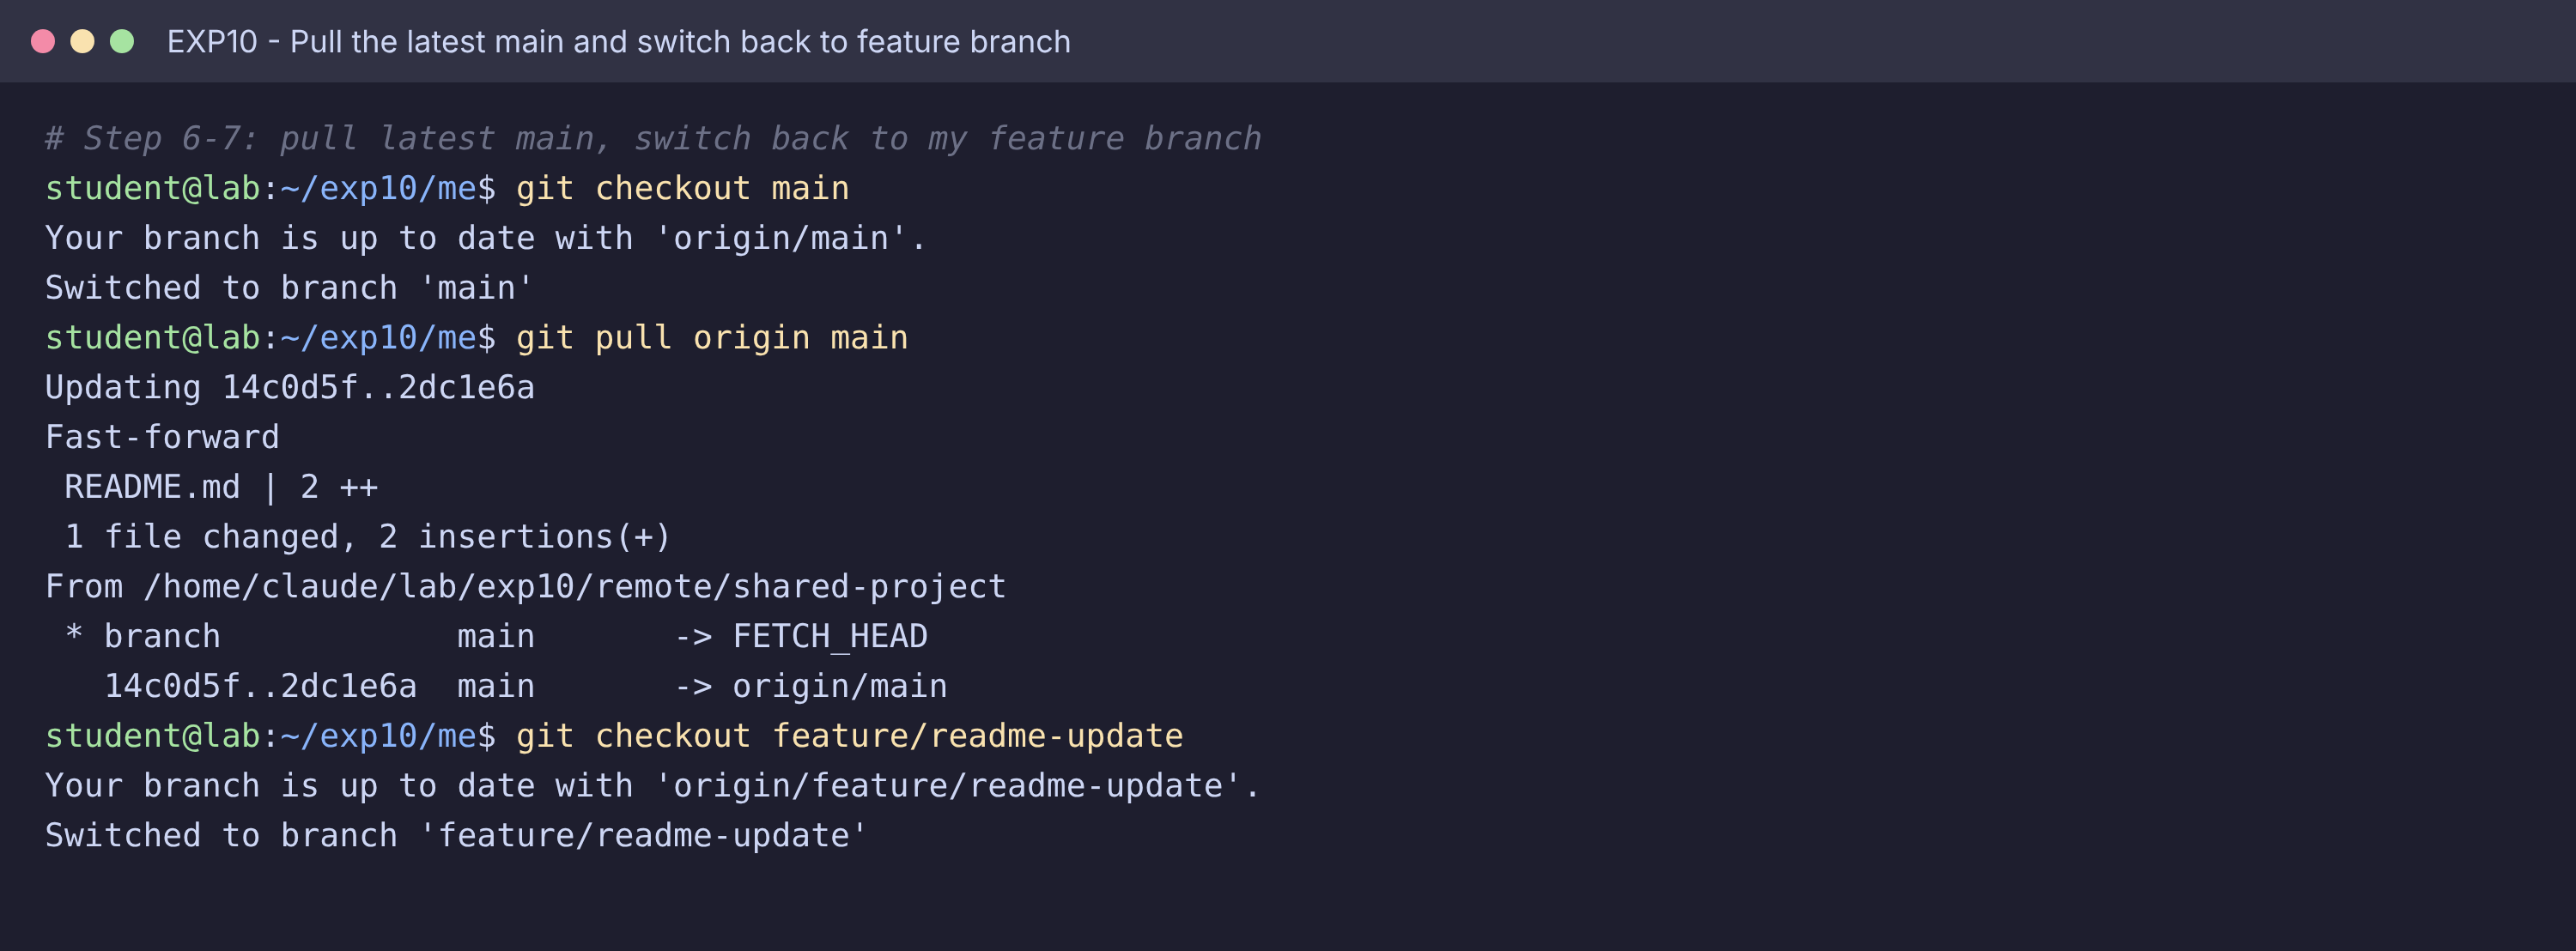 EXP10 - Pull the latest main and switch back to feature branch
# Step 6-7: pull latest main, switch back to my feature branch
student@lab:~/exp10/me$ git checkout main
Your branch is up to date with 'origin/main'.
Switched to branch 'main'
student@lab:~/exp10/me$ git pull origin main
Updating 14c0d5f..2dc1e6a
Fast-forward
 README.md | 2 ++
 1 file changed, 2 insertions(+)
From /home/claude/lab/exp10/remote/shared-project
 * branch            main       -> FETCH_HEAD
   14c0d5f..2dc1e6a  main       -> origin/main
student@lab:~/exp10/me$ git checkout feature/readme-update
Your branch is up to date with 'origin/feature/readme-update'.
Switched to branch 'feature/readme-update'